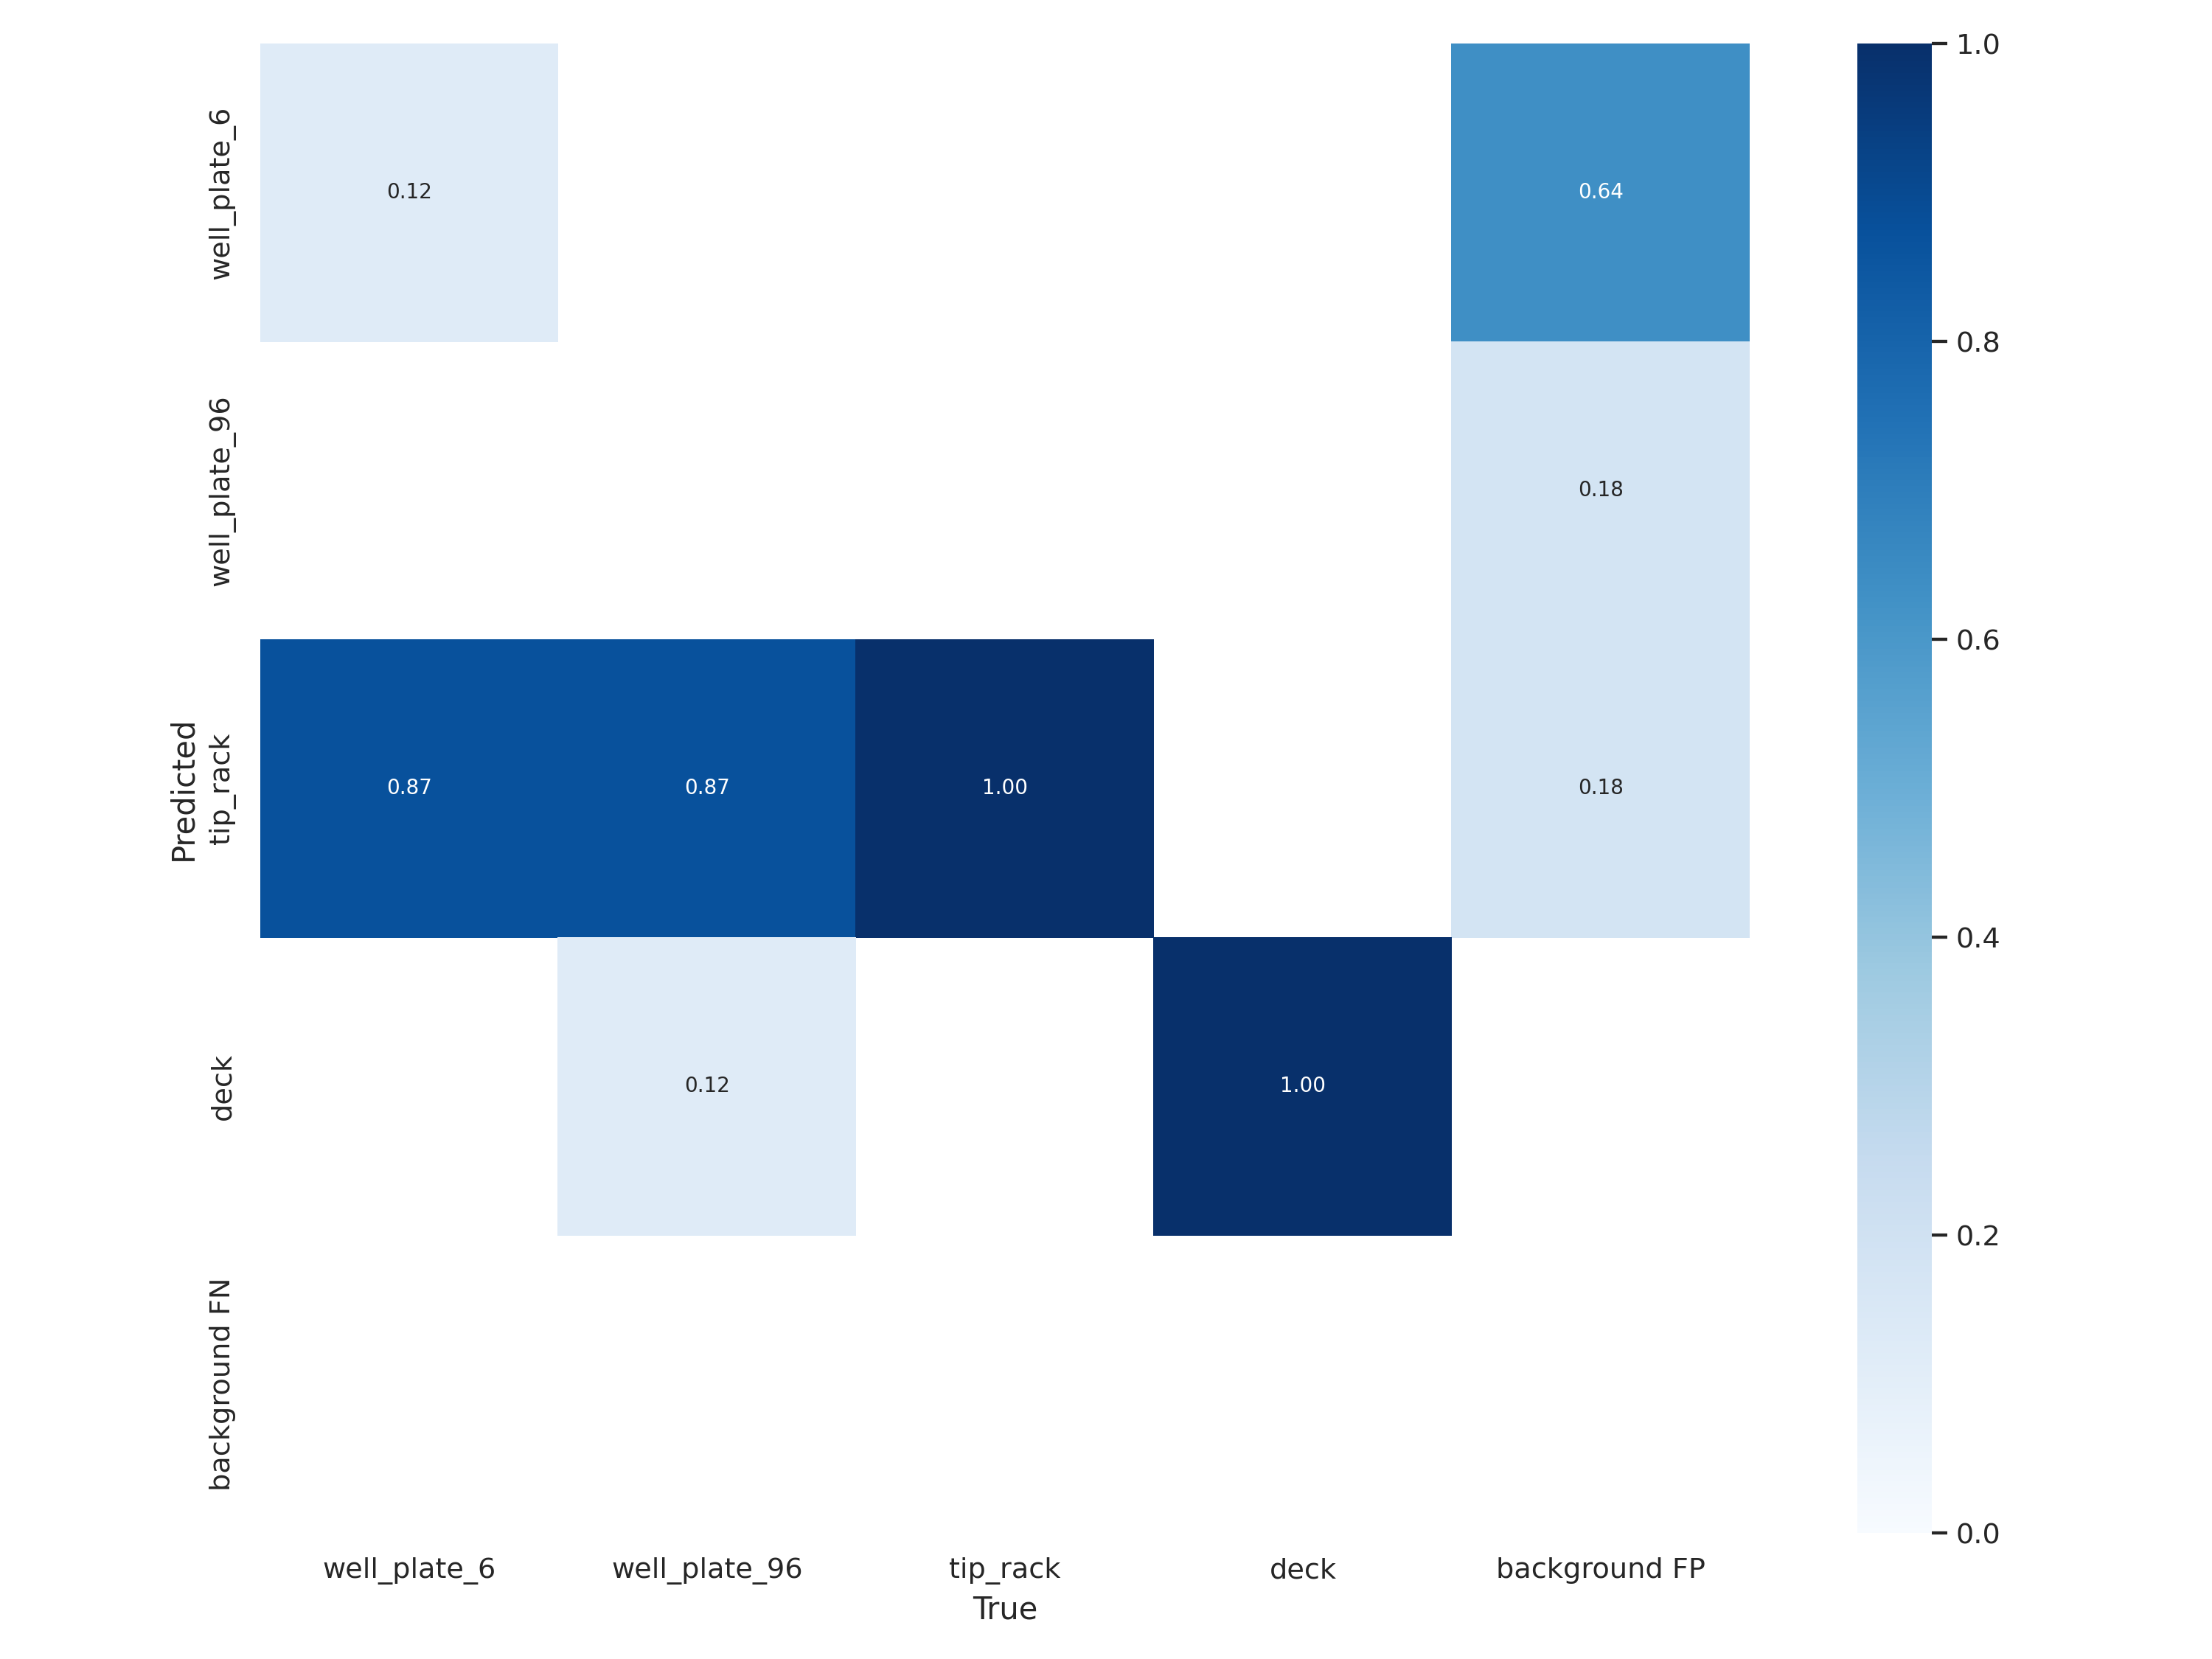 well_plate_6
well_plate_96
tip_rack
deck
background FN
Predicted
0.12
0.64
0.18
0.87
0.87
1.00
0.18
0.12
1.00
well_plate_6
well_plate_96
tip_rack
deck
background FP
True
1.0
0.8
0.6
0.4
0.2
0.0